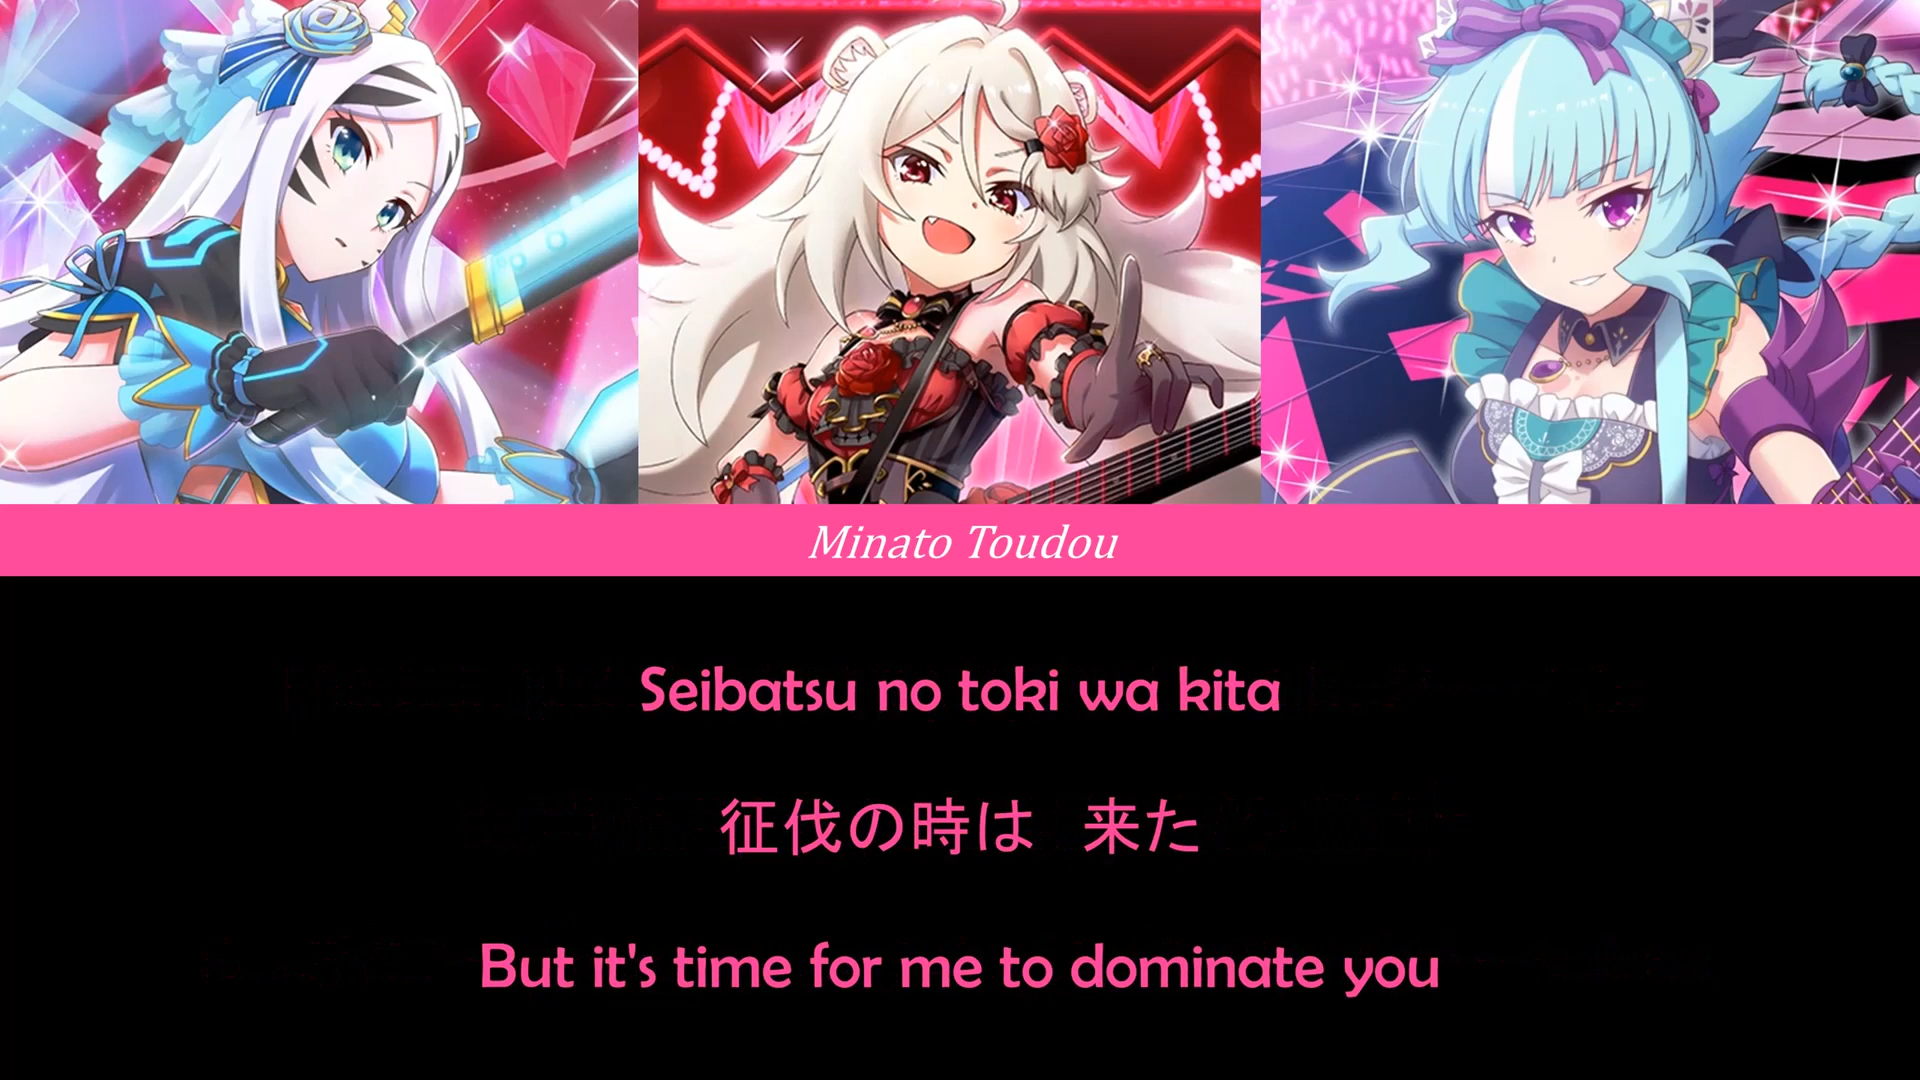 Minato Toudou
Seibatsu no toki wa kita
征伐の時は 来た
But it's time for me to dominate you